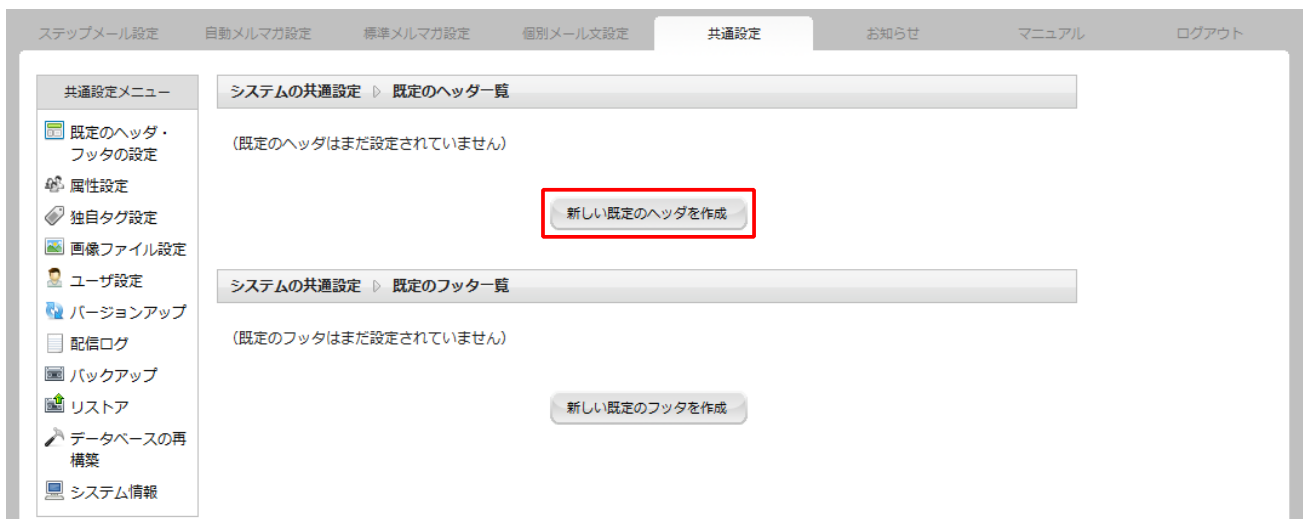 ステップメール設定 自動メルマガ設定 標準メルマガ設定 個別メール文設定 共通設定 お知らせ マニュアル ログアウト
共通設定メニュー
既定のヘッダ・
フッタの設定
属性設定
独自タグ設定
画像ファイル設定
ユーザ設定
バージョンアップ
配信ログ
バックアップ
リストア
データベースの再
構築
システム情報
システムの共通設定 ▷ 既定のヘッダ一覧
（既定のヘッダはまだ設定されていません）
新しい既定のヘッダを作成
システムの共通設定 ▷ 既定のフッタ一覧
（既定のフッタはまだ設定されていません）
新しい既定のフッタを作成